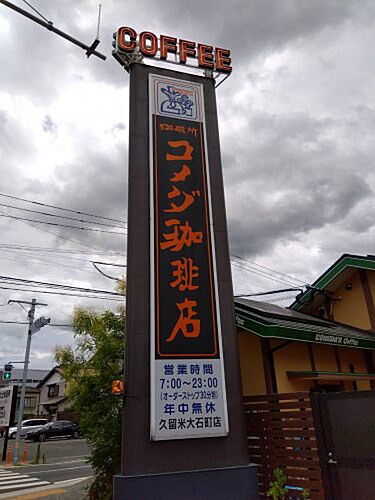 COFFEE
珈琲所
コメダ珈琲店
営業時間
7:00~23:00
(オーダーストップ30分前)
年中無休
久留米大石町店
KOMEDA'S Coffee